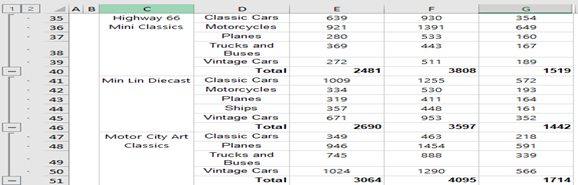 1 2 A B C D E F G
35 Highway 66 Classic Cars 639 930 354
36 Mini Classics Motorcycles 921 1391 649
37 Planes 280 533 160
Trucks and
38 Buses 369 443 167
39 Vintage Cars 272 511 189
40 Total 2481 3808 1519
41 Min Lin Diecast Classic Cars 1009 1255 572
42 Motorcycles 334 530 193
43 Planes 319 411 164
44 Ships 357 448 161
45 Vintage Cars 671 953 352
46 Total 2690 3597 1442
47 Motor City Art Classic Cars 349 463 218
48 Classics Planes 946 1454 591
Trucks and
49 Buses 745 888 339
50 Vintage Cars 1024 1290 566
51 Total 3064 4095 1714